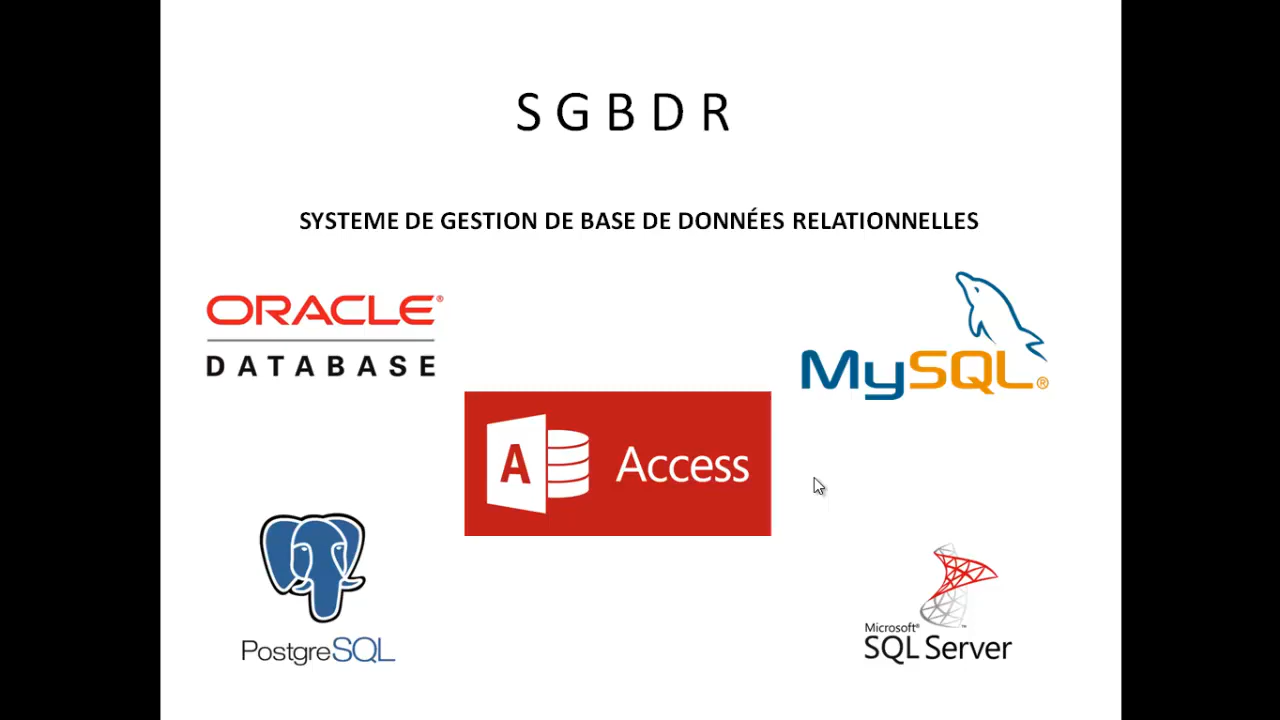 S G B D R
SYSTEME DE GESTION DE BASE DE DONNÉES RELATIONNELLES
ORACLE®
DATABASE
MySQL®
A Access
PostgreSQL
Microsoft®
SQL Server